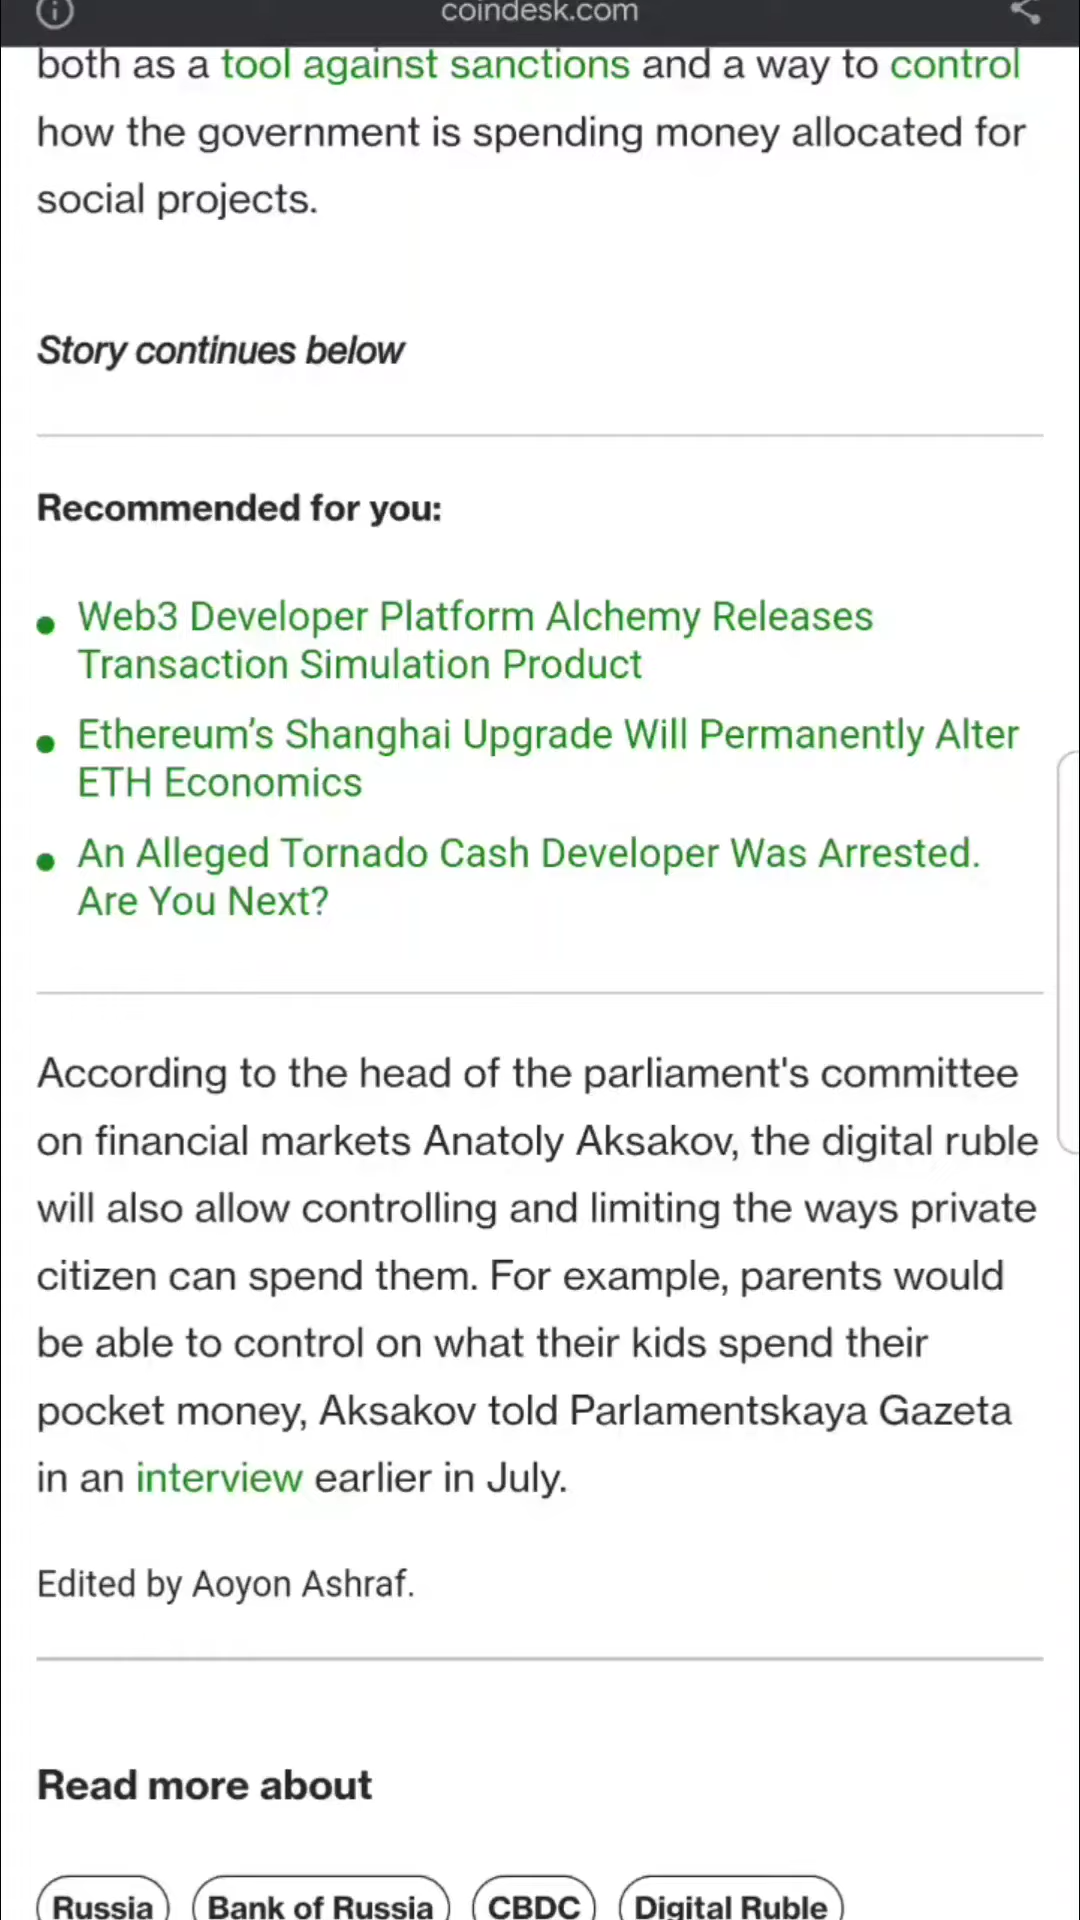 coindesk.com
both as a tool against sanctions and a way to control
how the government is spending money allocated for
social projects.
Story continues below
Recommended for you:
Web3 Developer Platform Alchemy Releases
Transaction Simulation Product
Ethereum's Shanghai Upgrade Will Permanently Alter
ETH Economics
An Alleged Tornado Cash Developer Was Arrested.
Are You Next?
According to the head of the parliament's committee
on financial markets Anatoly Aksakov, the digital ruble
will also allow controlling and limiting the ways private
citizen can spend them. For example, parents would
be able to control on what their kids spend their
pocket money, Aksakov told Parlamentskaya Gazeta
in an interview earlier in July.
Edited by Aoyon Ashraf.
Read more about
Russia Bank of Russia CBDC Digital Ruble